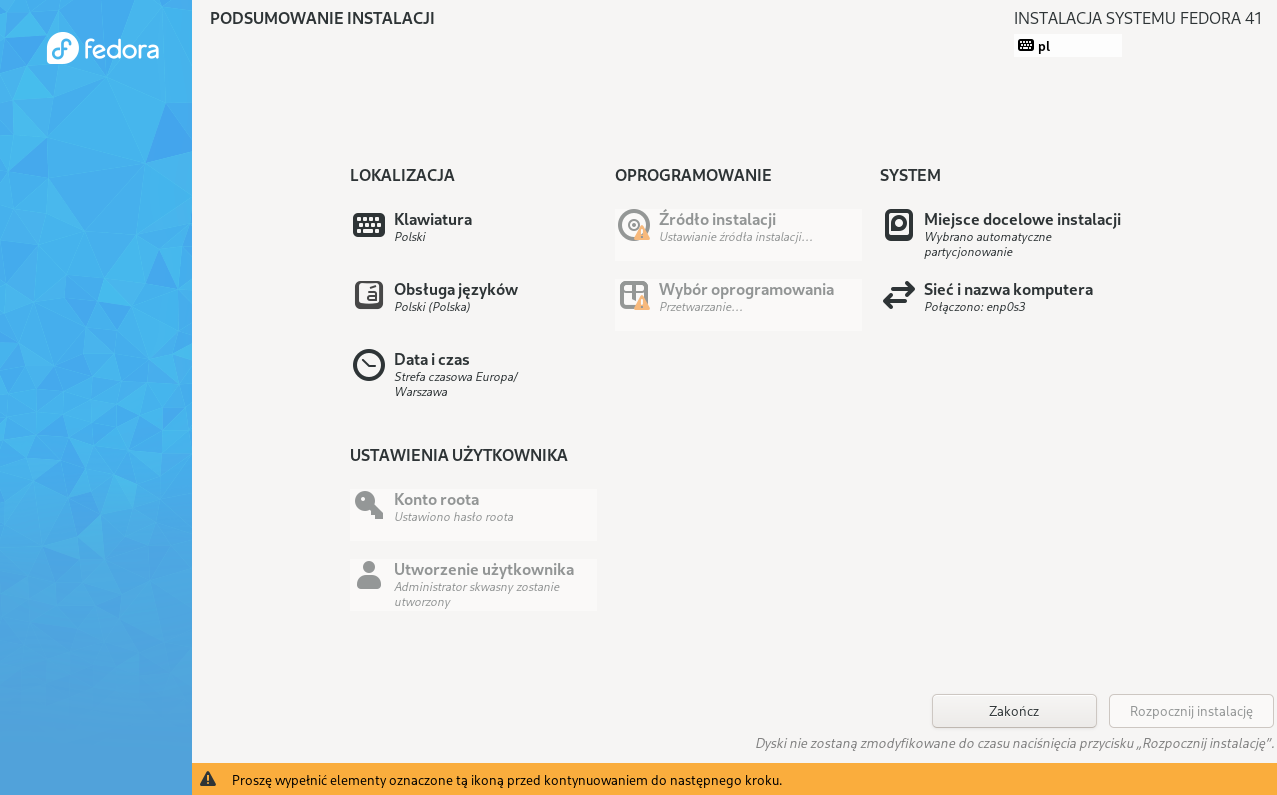 fedora
PODSUMOWANIE INSTALACJI
INSTALACJA SYSTEMU FEDORA 41
pl
LOKALIZACJA
Klawiatura
Polski
Obsługa języków
Polski (Polska)
Data i czas
Strefa czasowa Europa/
Warszawa
OPROGRAMOWANIE
Źródło instalacji
Ustawianie źródła instalacji…
Wybór oprogramowania
Przetwarzanie…
SYSTEM
Miejsce docelowe instalacji
Wybrano automatyczne
partycjonowanie
Sieć i nazwa komputera
Połączono: enp0s3
USTAWIENIA UŻYTKOWNIKA
Konto roota
Ustawiono hasło roota
Utworzenie użytkownika
Administrator skwasny zostanie
utworzony
Zakończ
Rozpocznij instalację
Dyski nie zostaną zmodyfikowane do czasu naciśnięcia przycisku „Rozpocznij instalację”.
Proszę wypełnić elementy oznaczone tą ikoną przed kontynuowaniem do następnego kroku.